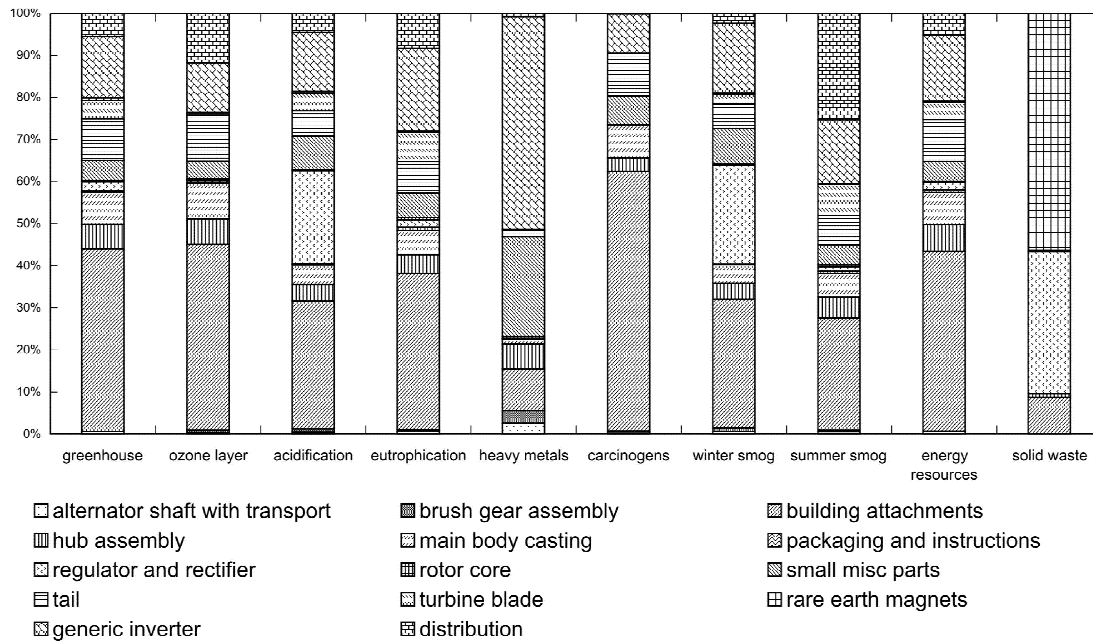 100%
90%
80%
70%
60%
50%
40%
30%
20%
10%
0%
greenhouse ozone layer acidification eutrophication heavy metals carcinogens winter smog summer smog energy solid waste
resources
alternator shaft with transport brush gear assembly building attachments
hub assembly main body casting packaging and instructions
regulator and rectifier rotor core small misc parts
tail turbine blade rare earth magnets
generic inverter distribution